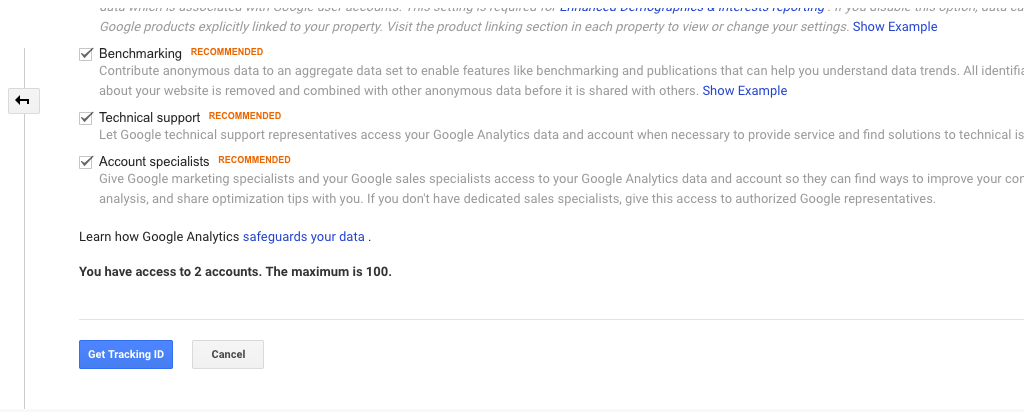 data which is associated with Google user accounts. This setting is required for Enhanced Demographics & Interests reporting . If you disable this option, data
Google products explicitly linked to your property. Visit the product linking section in each property to view or change your settings. Show Example
Benchmarking RECOMMENDED
Contribute anonymous data to an aggregate data set to enable features like benchmarking and publications that can help you understand data trends. All
about your website is removed and combined with other anonymous data before it is shared with others. Show Example
Technical support RECOMMENDED
Let Google technical support representatives access your Google Analytics data and account when necessary to provide service and find solutions to technical
Account specialists RECOMMENDED
Give Google marketing specialists and your Google sales specialists access to your Google Analytics data and account so they can find ways to improve your
analysis, and share optimization tips with you. If you don't have dedicated sales specialists, give this access to authorized Google representatives.
Learn how Google Analytics safeguards your data .
You have access to 2 accounts. The maximum is 100.
Get Tracking ID Cancel